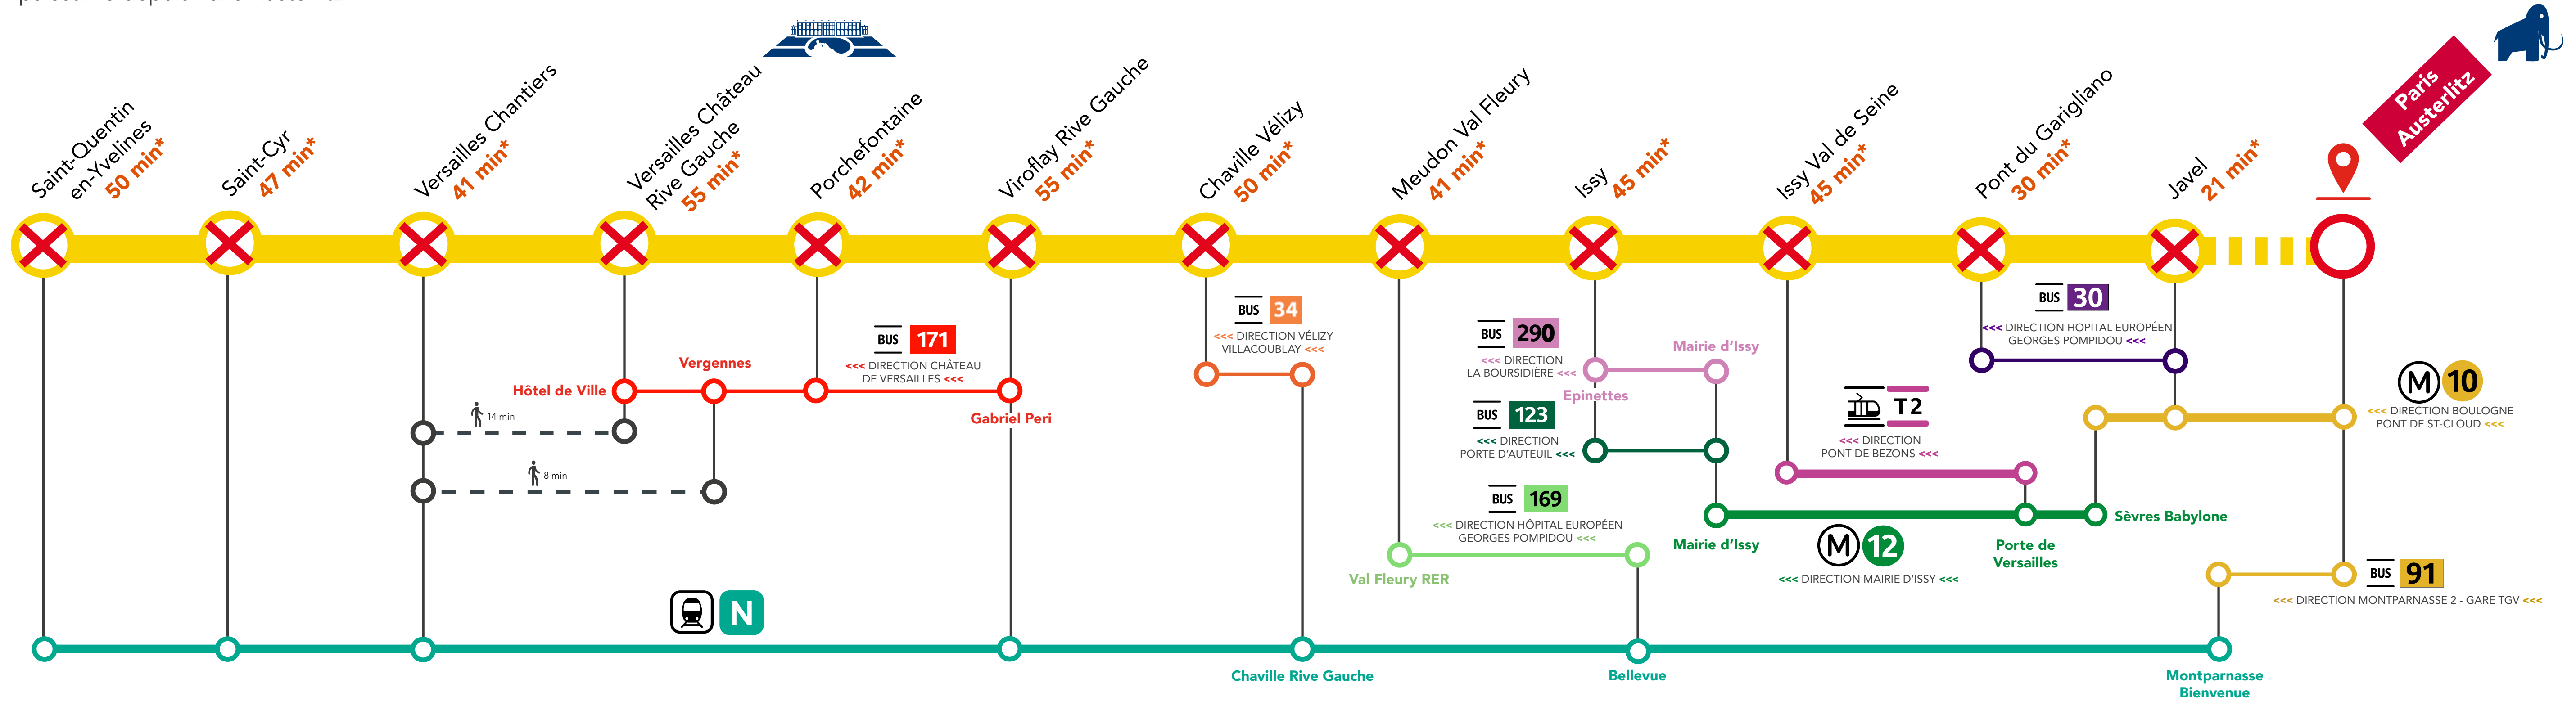 Saint-Quentin
en-Yvelines
50 min*
Saint-Cyr
47 min*
Versailles Chantiers
41 min*
Versailles Château
Rive Gauche
55 min*
Porchefontaine
42 min*
Viroflay Rive Gauche
55 min*
Chaville Vélizy
50 min*
Meudon Val Fleury
41 min*
Issy
45 min*
Issy Val de Seine
45 min*
Pont du Garigliano
30 min*
Javel
21 min*
Paris
Austerlitz
BUS 171
<<< DIRECTION CHÂTEAU
DE VERSAILLES <<<
Hôtel de Ville
Vergennes
Gabriel Peri
14 min
8 min
BUS 34
<<< DIRECTION VÉLIZY
VILLACOUBLAY <<<
BUS 290
<<< DIRECTION
LA BOURSIDIÈRE <<<
Mairie d'Issy
Epinettes
BUS 123
<<< DIRECTION
PORTE D'AUTEUIL <<<
BUS 169
<<< DIRECTION HÔPITAL EUROPÉEN
GEORGES POMPIDOU <<<
Val Fleury RER
BUS 30
<<< DIRECTION HOPITAL EUROPÉEN
GEORGES POMPIDOU <<<
T2
<<< DIRECTION
PONT DE BEZONS <<<
M 10
<<< DIRECTION BOULOGNE
PONT DE ST-CLOUD <<<
Mairie d'Issy
M 12
<<< DIRECTION MAIRIE D'ISSY <<<
Porte de
Versailles
Sèvres Babylone
BUS 91
<<< DIRECTION MONTPARNASSE 2 - GARE TGV <<<
N
Chaville Rive Gauche
Bellevue
Montparnasse
Bienvenue